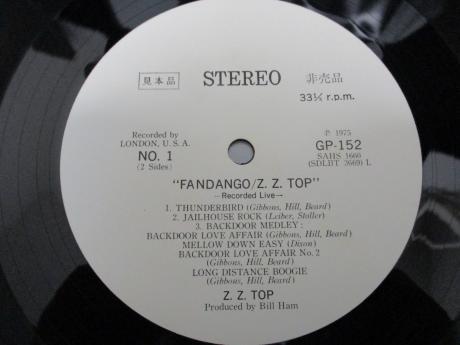 見本品
STEREO
非売品
33⅓ r.p.m.
Recorded by
LONDON, U. S. A.
NO. 1
(2 Sides)
℗ 1975
GP-152
SAHS 1660
(SDLBT 3669) L
"FANDANGO/Z. Z. TOP"
—Recorded Live—
1. THUNDERBIRD (Gibbons, Hill, Beard)
2. JAILHOUSE ROCK (Leiber, Stoller)
3. BACKDOOR MEDLEY:
BACKDOOR LOVE AFFAIR (Gibbons, Hill, Beard)
MELLOW DOWN EASY (Dixon)
BACKDOOR LOVE AFFAIR No. 2
(Gibbons, Hill, Beard)
LONG DISTANCE BOOGIE
(Gibbons, Hill, Beard)
Z. Z. TOP
Produced by Bill Ham